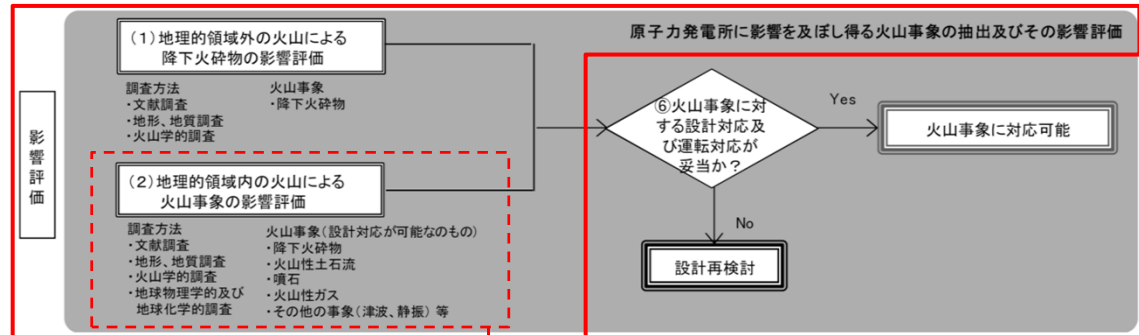 原子力発電所に影響を及ぼし得る火山事象の抽出及びその影響評価
影響評価
(1)地理的領域外の火山による
降下火砕物の影響評価
調査方法
・文献調査
・地形、地質調査
・火山学的調査
火山事象
・降下火砕物
(2)地理的領域内の火山による
火山事象の影響評価
調査方法
・文献調査
・地形、地質調査
・火山学的調査
・地球物理学的及び
地球化学的調査
火山事象(設計対応が可能なのもの)
・降下火砕物
・火山性土石流
・噴石
・火山性ガス
・その他の事象(津波、静振) 等
⑥火山事象に対
する設計対応及
び運転対応が
妥当か?
Yes
火山事象に対応可能
No
設計再検討